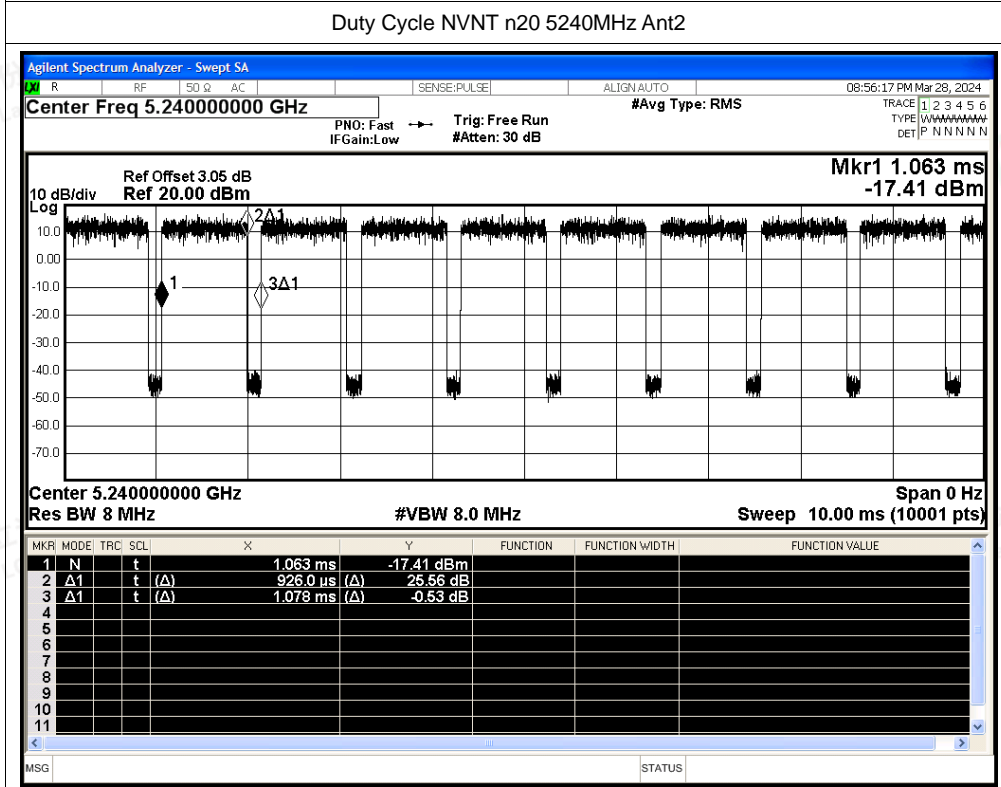 Duty Cycle NVNT n20 5240MHz Ant2
Agilent Spectrum Analyzer - Swept SA
LXI R RF 50 Ω AC SENSE:PULSE ALIGN AUTO 08:56:17 PM Mar 28, 2024
Center Freq 5.240000000 GHz #Avg Type: RMS TRACE 1 2 3 4 5 6
PNO: Fast Trig: Free Run TYPE WWWWWW
IFGain:Low #Atten: 30 dB DET P N N N N N
Mkr1 1.063 ms
-17.41 dBm
Ref Offset 3.05 dB
10 dB/div Ref 20.00 dBm
Log
10.0
0.00
-10.0
-20.0
-30.0
-40.0
-50.0
-60.0
-70.0
2Δ1
1
3Δ1
Center 5.240000000 GHz Span 0 Hz
Res BW 8 MHz #VBW 8.0 MHz Sweep 10.00 ms (10001 pts)
MKR MODE TRC SCL X Y FUNCTION FUNCTION WIDTH FUNCTION VALUE
1 N t 1.063 ms -17.41 dBm
2 Δ1 t (Δ) 926.0 µs (Δ) 25.56 dB
3 Δ1 t (Δ) 1.078 ms (Δ) -0.53 dB
4
5
6
7
8
9
10
11
MSG STATUS